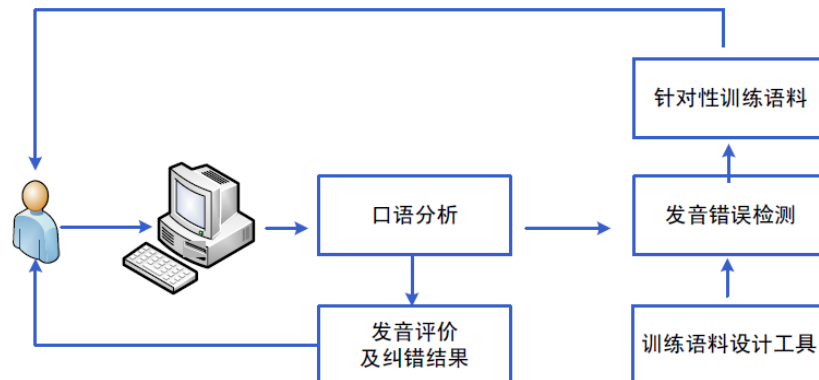 针对性训练语料
口语分析
发音错误检测
发音评价
及纠错结果
训练语料设计工具